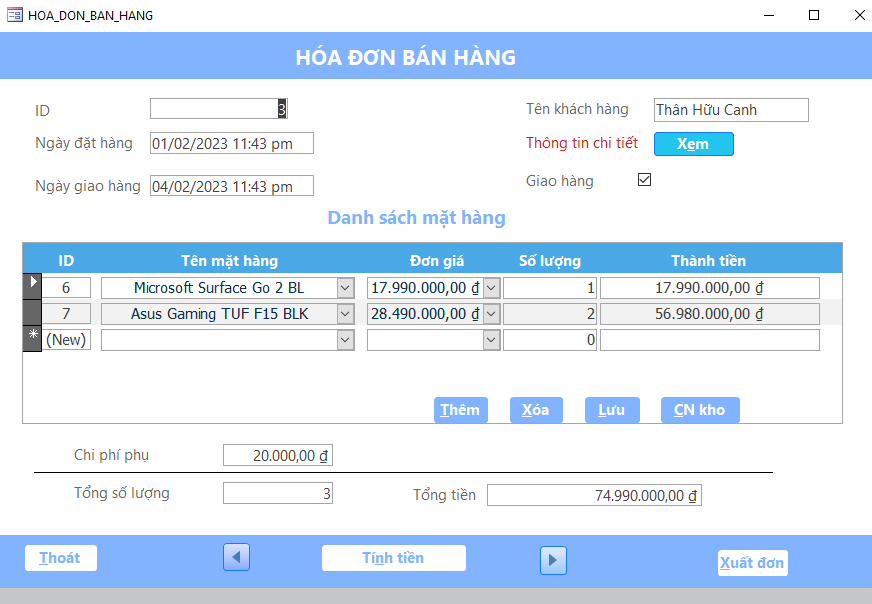 HOA_DON_BAN_HANG
HÓA ĐƠN BÁN HÀNG
ID 3 Tên khách hàng Thân Hữu Canh
Ngày đặt hàng 01/02/2023 11:43 pm Thông tin chi tiết Xem
Ngày giao hàng 04/02/2023 11:43 pm Giao hàng
Danh sách mặt hàng
ID Tên mặt hàng Đơn giá Số lượng Thành tiền
6 Microsoft Surface Go 2 BL 17.990.000,00 ₫ 1 17.990.000,00 ₫
7 Asus Gaming TUF F15 BLK 28.490.000,00 ₫ 2 56.980.000,00 ₫
* (New) 0
Thêm Xóa Lưu CN kho
Chi phí phụ 20.000,00 ₫
Tổng số lượng 3 Tổng tiền 74.990.000,00 ₫
Thoát Tính tiền Xuất đơn